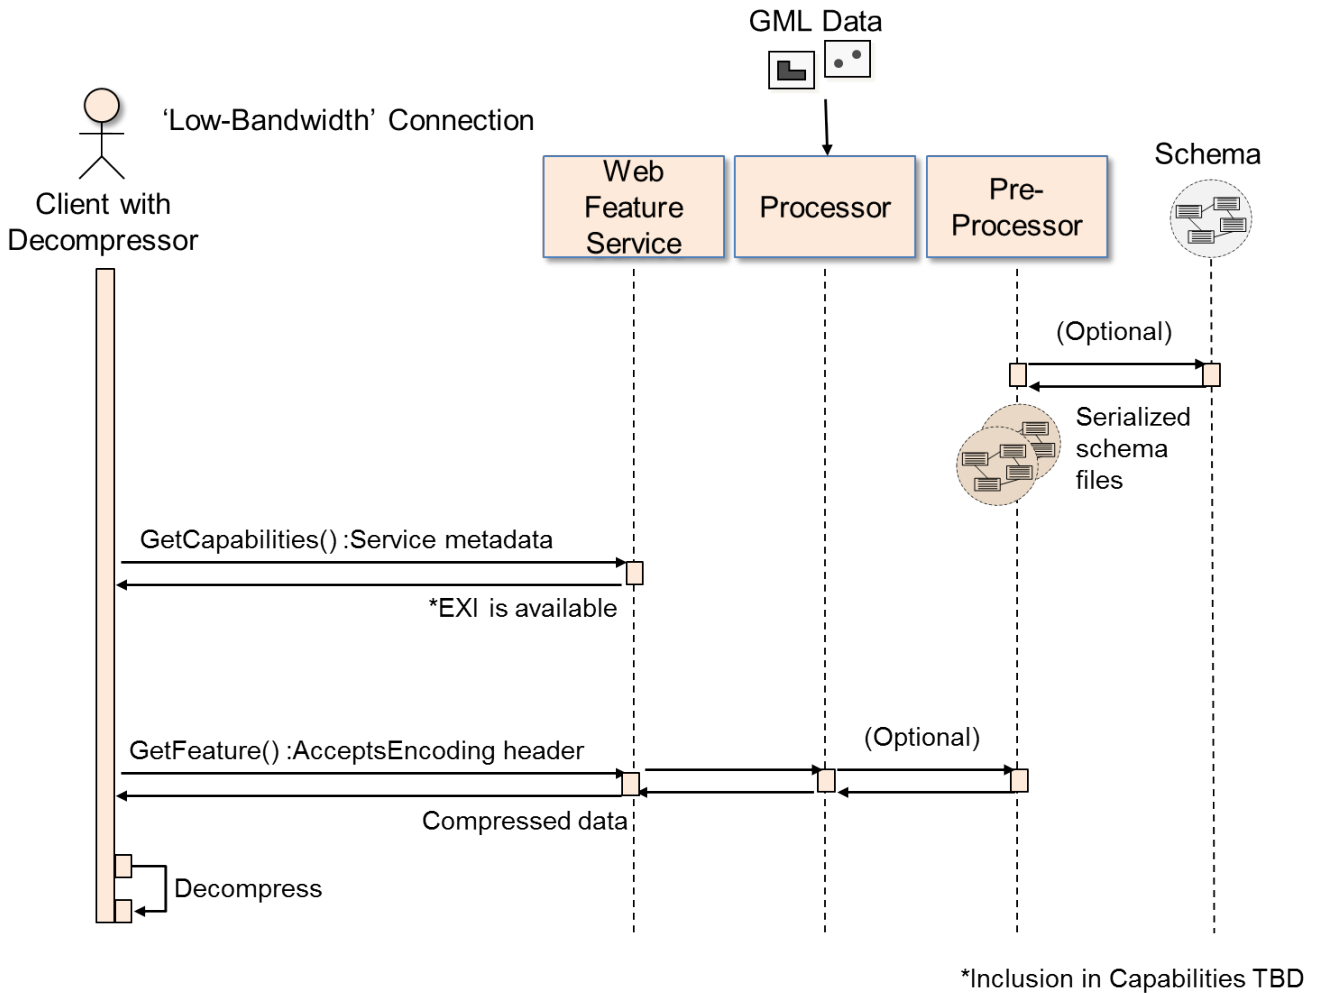 GML Data
‘Low-Bandwidth’ Connection
Client with
Decompressor
Web
Feature
Service
Processor
Pre-
Processor
Schema
(Optional)
Serialized
schema
files
GetCapabilities() :Service metadata
*EXI is available
GetFeature() :AcceptsEncoding header
(Optional)
Compressed data
Decompress
*Inclusion in Capabilities TBD